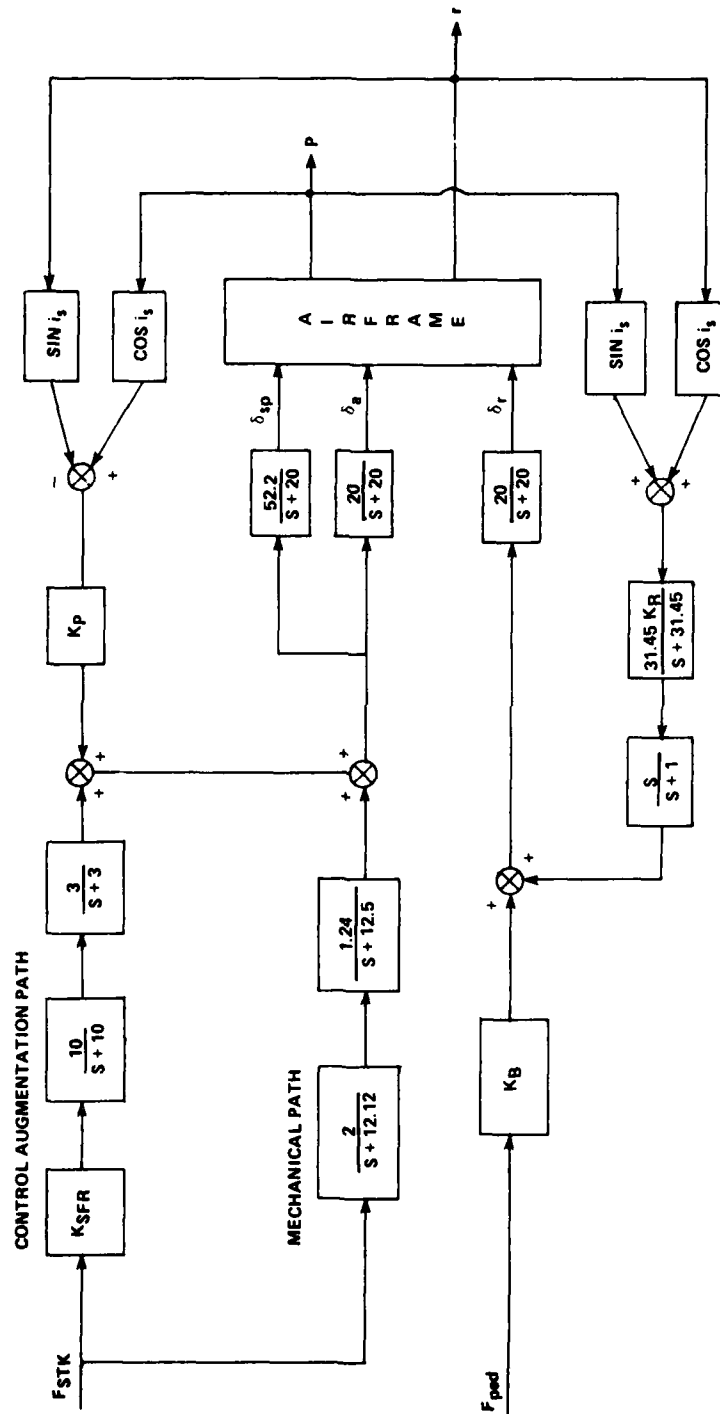 CONTROL AUGMENTATION PATH
F_STK
K_SFR
10
S + 10
3
S + 3
+
+
K_P
−
+
SIN i_s
COS i_s
MECHANICAL PATH
2
S + 12.12
1.24
S + 12.5
+
+
52.2
S + 20
δ_sp
20
S + 20
δ_a
A I R F R A M E
P
r
F_ped
K_B
+
+
20
S + 20
δ_r
S
S + 1
31.45 K_R
S + 31.45
+
+
SIN i_s
COS i_s